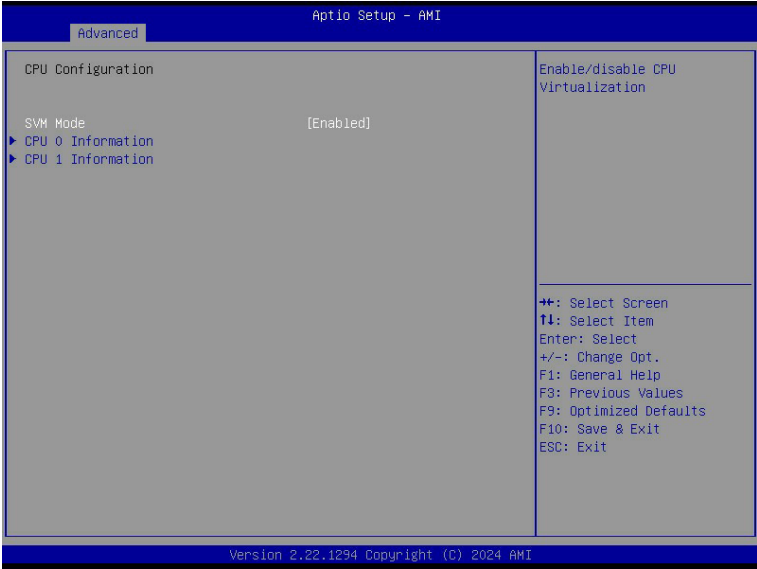 Aptio Setup – AMI
Advanced
CPU Configuration
SVM Mode [Enabled]
CPU 0 Information
CPU 1 Information
Enable/disable CPU
Virtualization
→←: Select Screen
↑↓: Select Item
Enter: Select
+/-: Change Opt.
F1: General Help
F3: Previous Values
F9: Optimized Defaults
F10: Save & Exit
ESC: Exit
Version 2.22.1294 Copyright (C) 2024 AMI